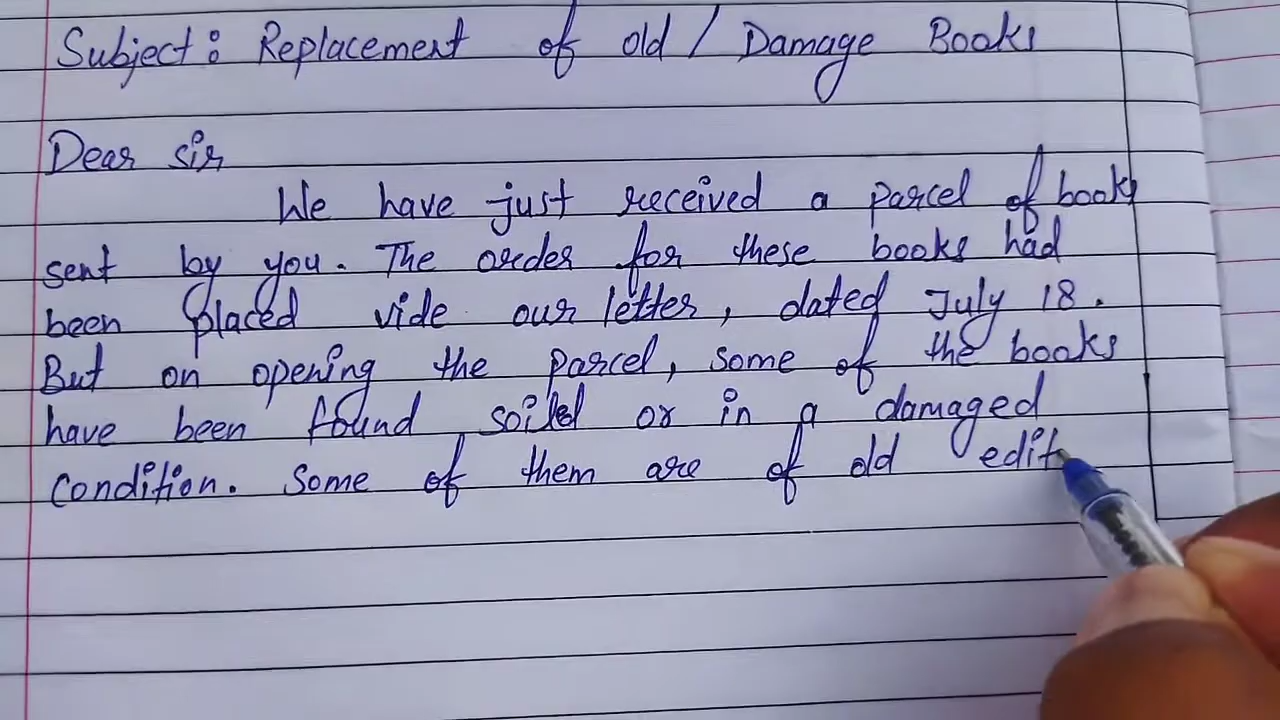 Subject: Replacement of old / Damage Books
Dear sir
We have just received a parcel of books
sent by you. The order for these books had
been placed vide our letter, dated July 18.
But on opening the parcel, some of the books
have been found soiled or in a damaged
condition. Some of them are of old edit